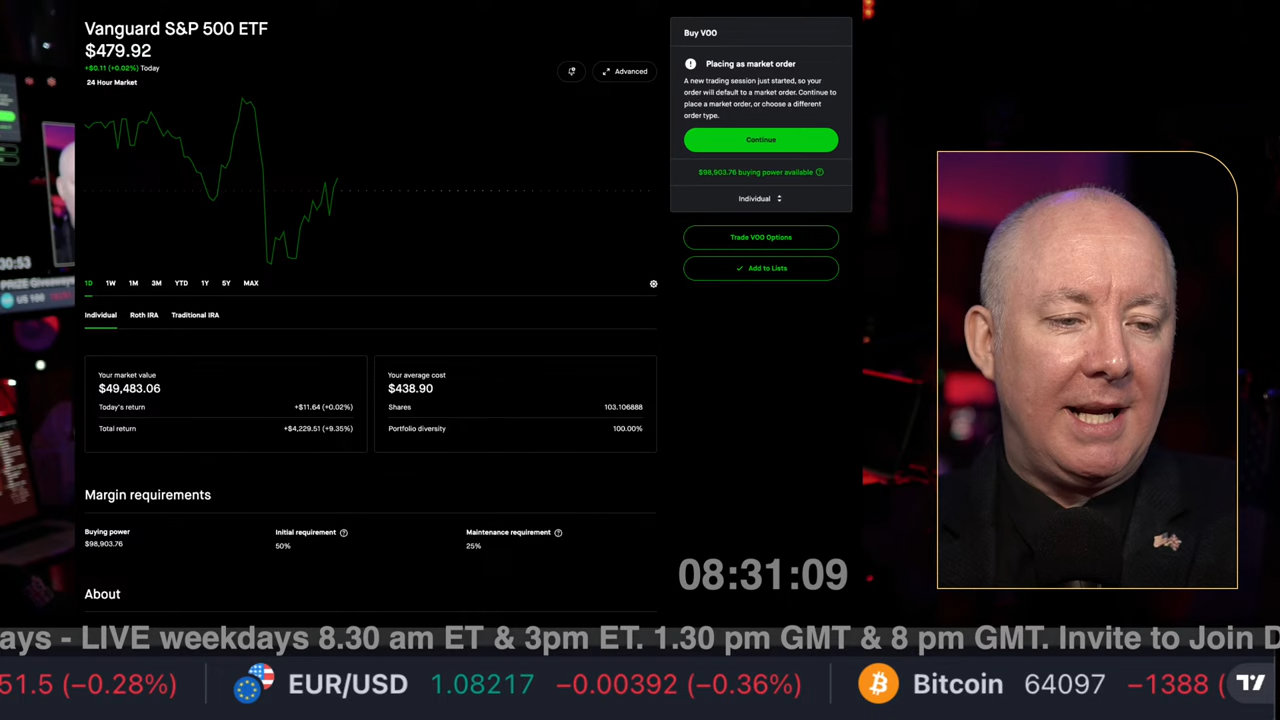 Vanguard S&P 500 ETF
$479.92
+$0.11 (+0.02%) Today
24 Hour Market
Advanced
1D 1W 1M 3M YTD 1Y 5Y MAX
Individual Roth IRA Traditional IRA
Your market value
$49,483.06
Today's return +$11.64 (+0.02%)
Total return +$4,229.51 (+9.35%)
Your average cost
$438.90
Shares 103.106888
Portfolio diversity 100.00%
Margin requirements
Buying power
$98,903.76
Initial requirement
50%
Maintenance requirement
25%
About
Buy VOO
Placing as market order
A new trading session just started, so your
order will default to a market order. Continue to
place a market order, or choose a different
order type.
Continue
$98,903.76 buying power available
Individual
Trade VOO Options
Add to Lists
30:53
PRIZE Giveaways
US 100
08:31:09
ays - LIVE weekdays 8.30 am ET & 3pm ET. 1.30 pm GMT & 8 pm GMT. Invite to Join D
51.5 (−0.28%) EUR/USD 1.08217 −0.00392 (−0.36%) Bitcoin 64097 −1388 (